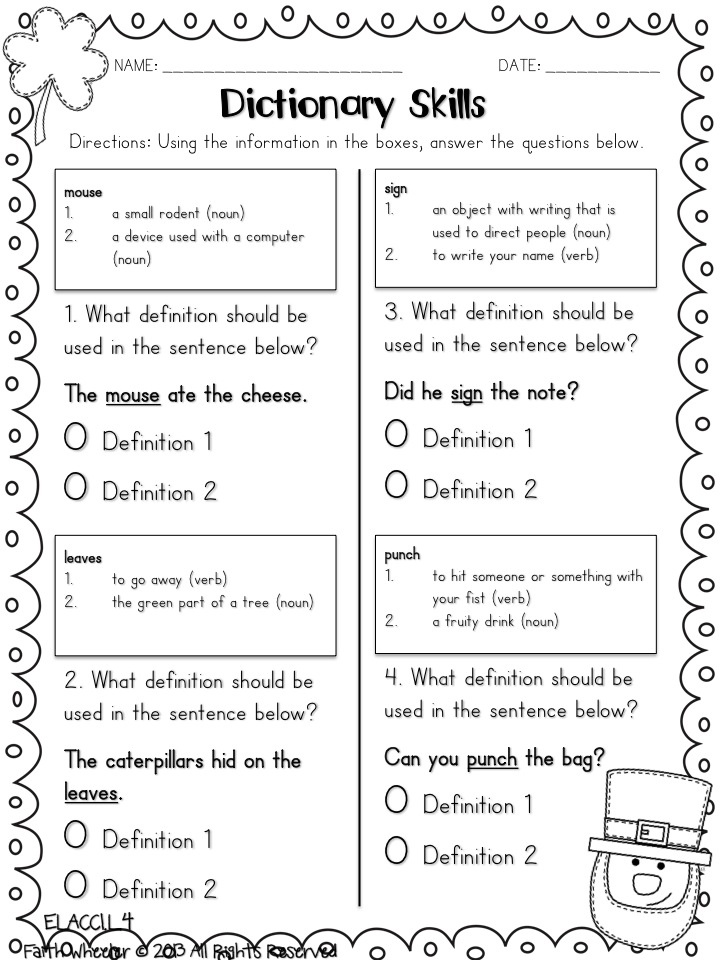 NAME: _______________________ DATE: ___________
Dictionary Skills
Directions: Using the information in the boxes, answer the questions below.
mouse
1. a small rodent (noun)
2. a device used with a computer
(noun)
1. What definition should be
used in the sentence below?
The mouse ate the cheese.
O Definition 1
O Definition 2
leaves
1. to go away (verb)
2. the green part of a tree (noun)
2. What definition should be
used in the sentence below?
The caterpillars hid on the
leaves.
O Definition 1
O Definition 2
sign
1. an object with writing that is
used to direct people (noun)
2. to write your name (verb)
3. What definition should be
used in the sentence below?
Did he sign the note?
O Definition 1
O Definition 2
punch
1. to hit someone or something with
your fist (verb)
2. a fruity drink (noun)
4. What definition should be
used in the sentence below?
Can you punch the bag?
O Definition 1
O Definition 2
ELACC1L 4
Faith Wheeler © 2013 All Rights Reserved